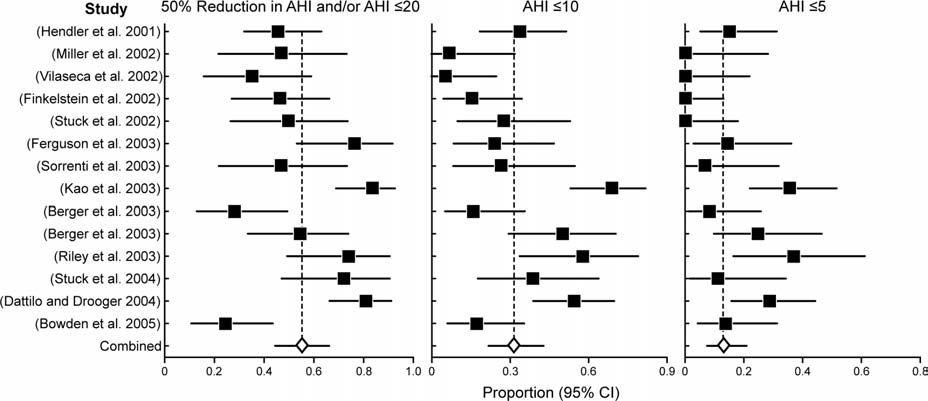 Study 50% Reduction in AHI and/or AHI ≤20 AHI ≤10 AHI ≤5
(Hendler et al. 2001)
(Miller et al. 2002)
(Vilaseca et al. 2002)
(Finkelstein et al. 2002)
(Stuck et al. 2002)
(Ferguson et al. 2003)
(Sorrenti et al. 2003)
(Kao et al. 2003)
(Berger et al. 2003)
(Berger et al. 2003)
(Riley et al. 2003)
(Stuck et al. 2004)
(Dattilo and Drooger 2004)
(Bowden et al. 2005)
Combined
0 0.2 0.4 0.6 0.8 1.0 0 0.3 0.6 0.9 0 0.2 0.4 0.6 0.8
Proportion (95% CI)